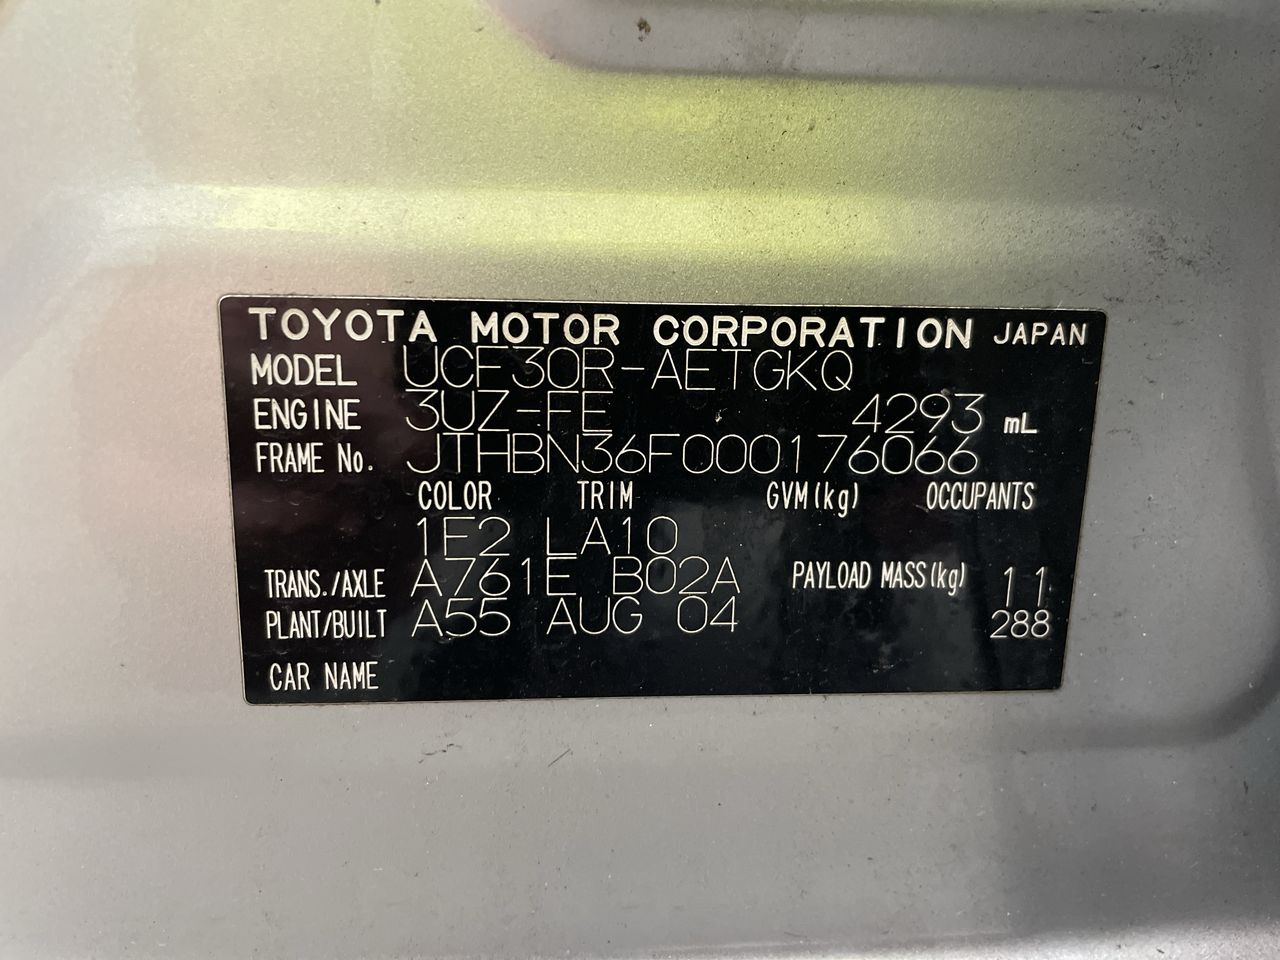 TOYOTA MOTOR CORPORATION JAPAN
MODEL UCF30R-AETGKQ
ENGINE 3UZ-FE 4293 mL
FRAME No. JTHBN36F000176066
COLOR TRIM GVM(kg) OCCUPANTS
1F2 LA10
TRANS./AXLE A761E B02A PAYLOAD MASS(kg) 11
PLANT/BUILT A55 AUG 04 288
CAR NAME